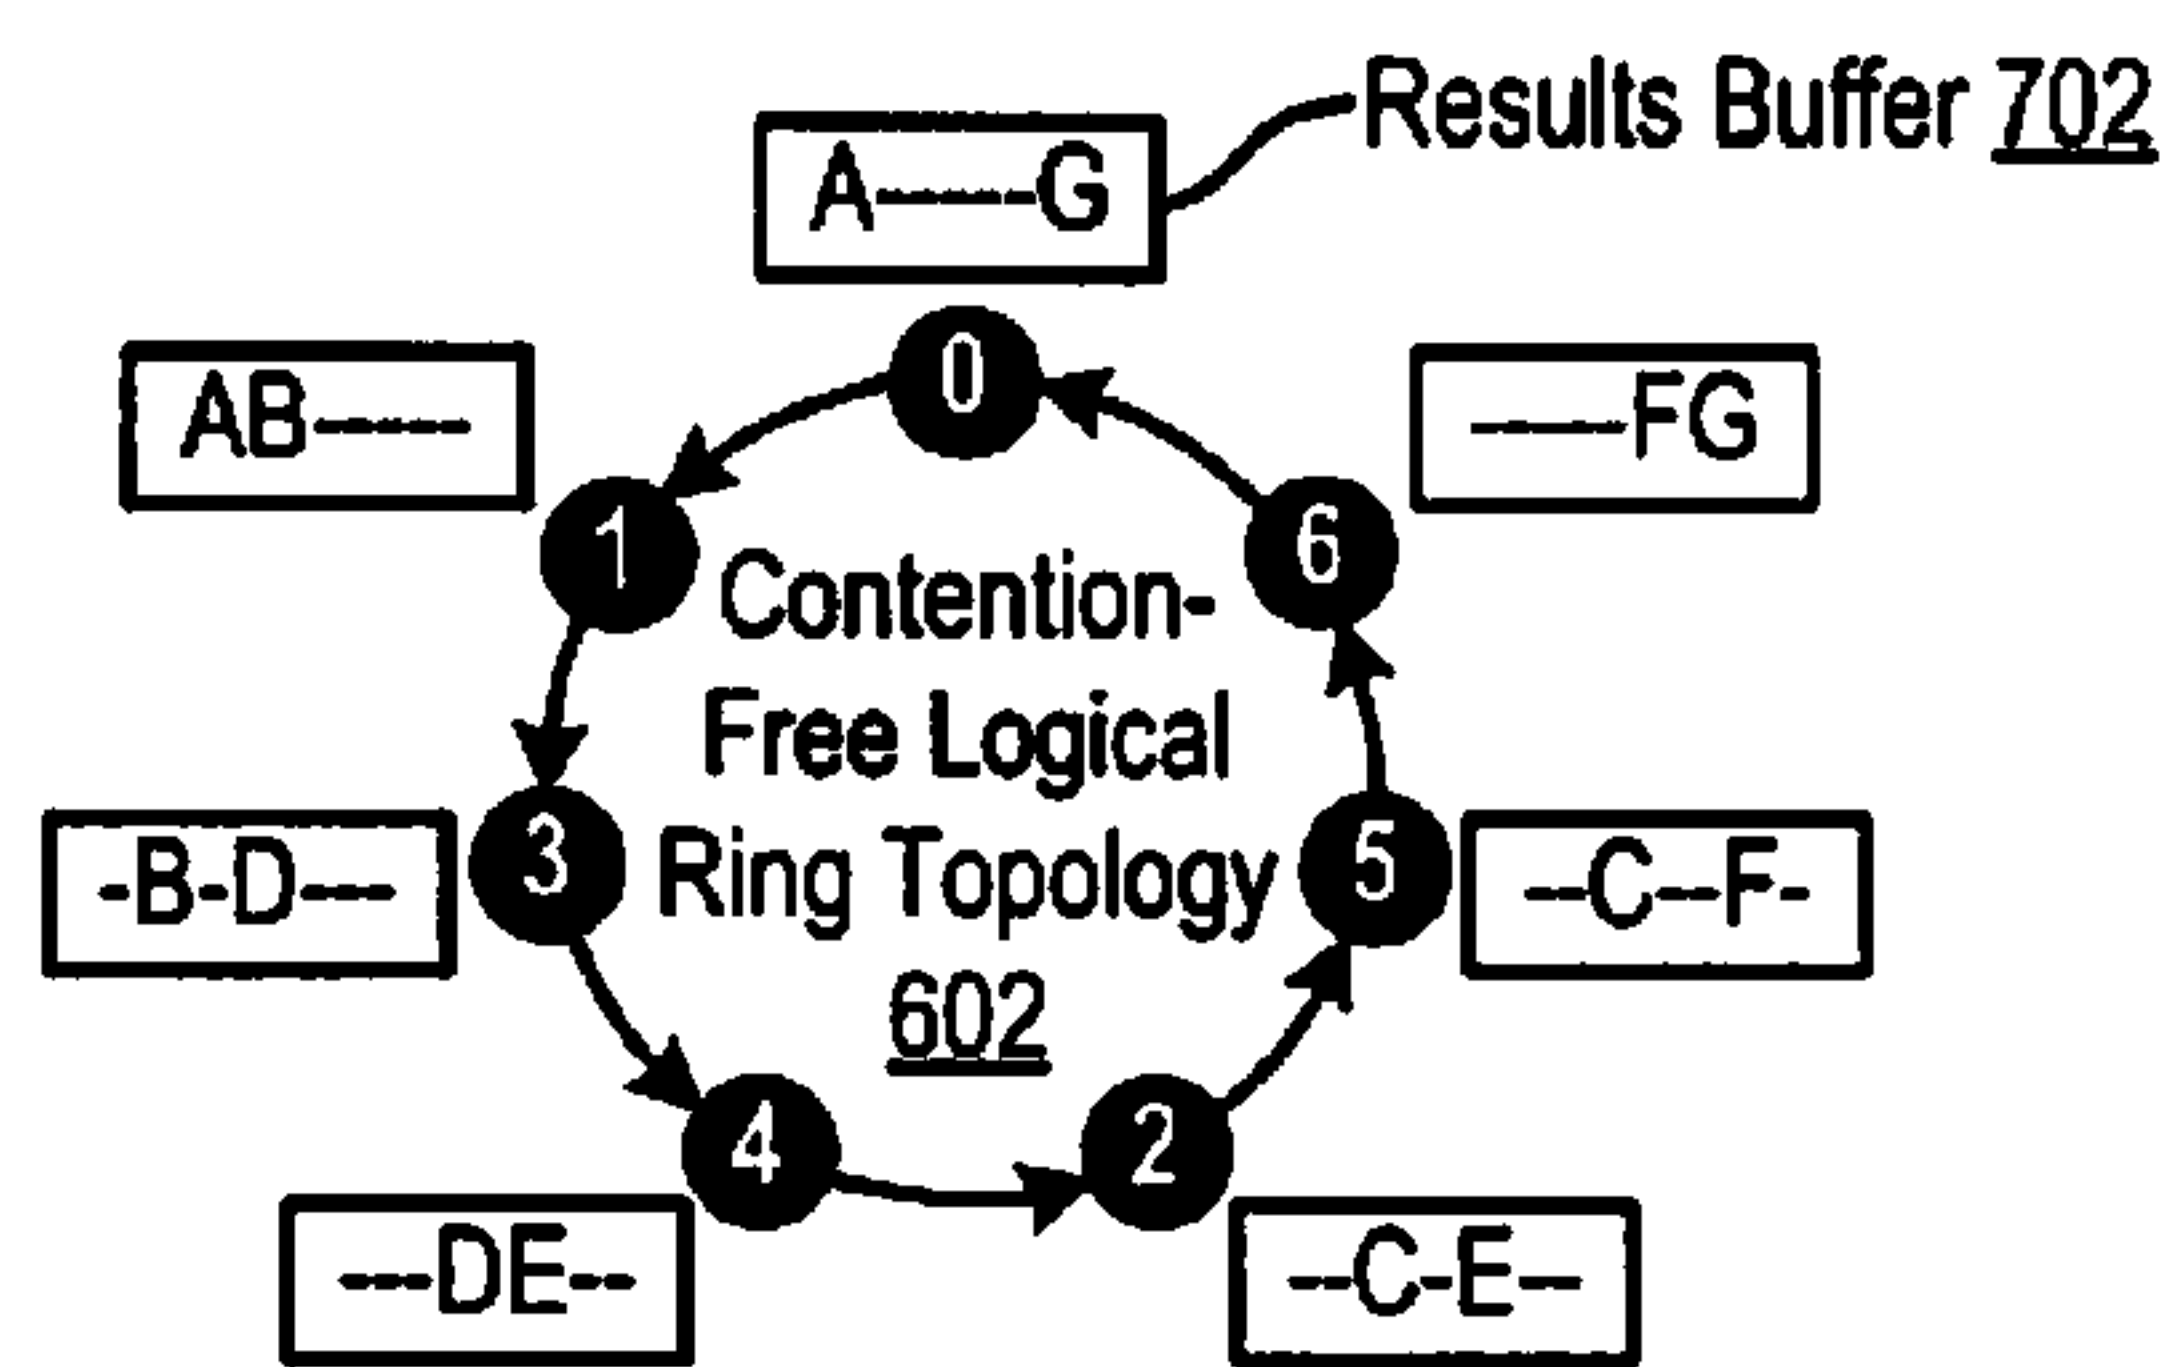 Results Buffer 702
A-----G
0
AB-----
----FG
1
6
Contention-
Free Logical
Ring Topology
602
3
-B-D---
5
--C--F-
4
2
---DE--
--C-E--